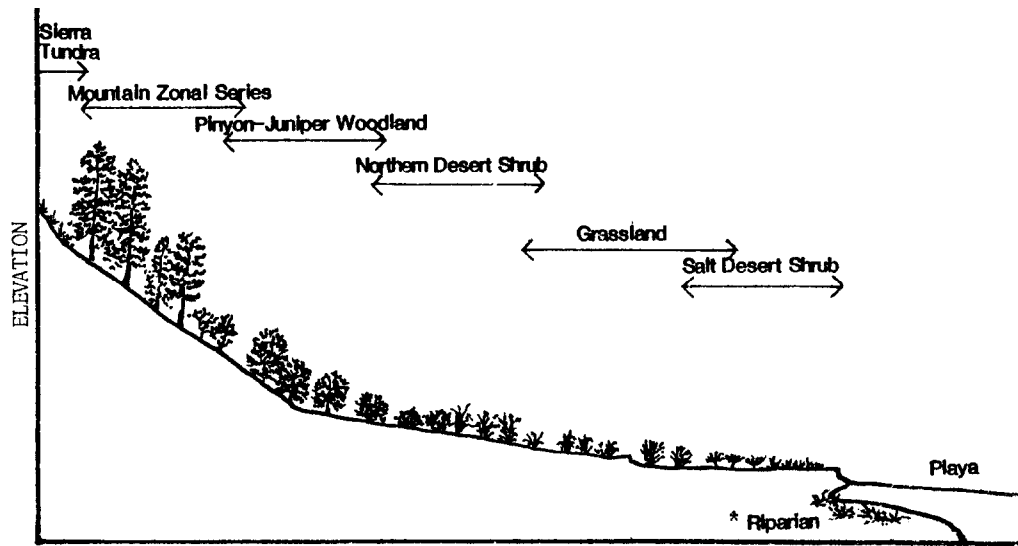 Sierra
Tundra
Mountain Zonal Series
Pinyon-Juniper Woodland
Northern Desert Shrub
Grassland
Salt Desert Shrub
ELEVATION
Playa
* Riparian